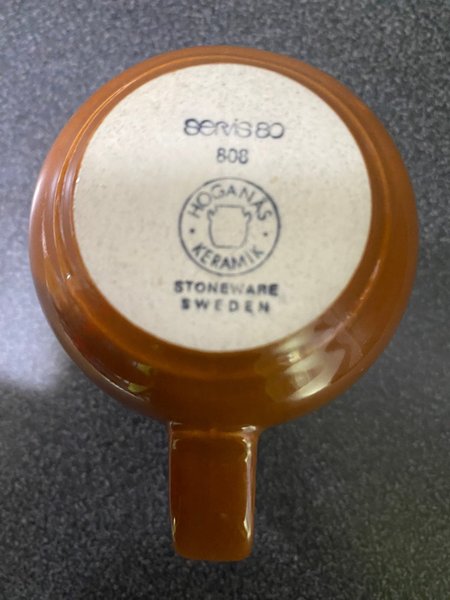 servis 80
808
HÖGANÄS
KERAMIK
STONEWARE
SWEDEN